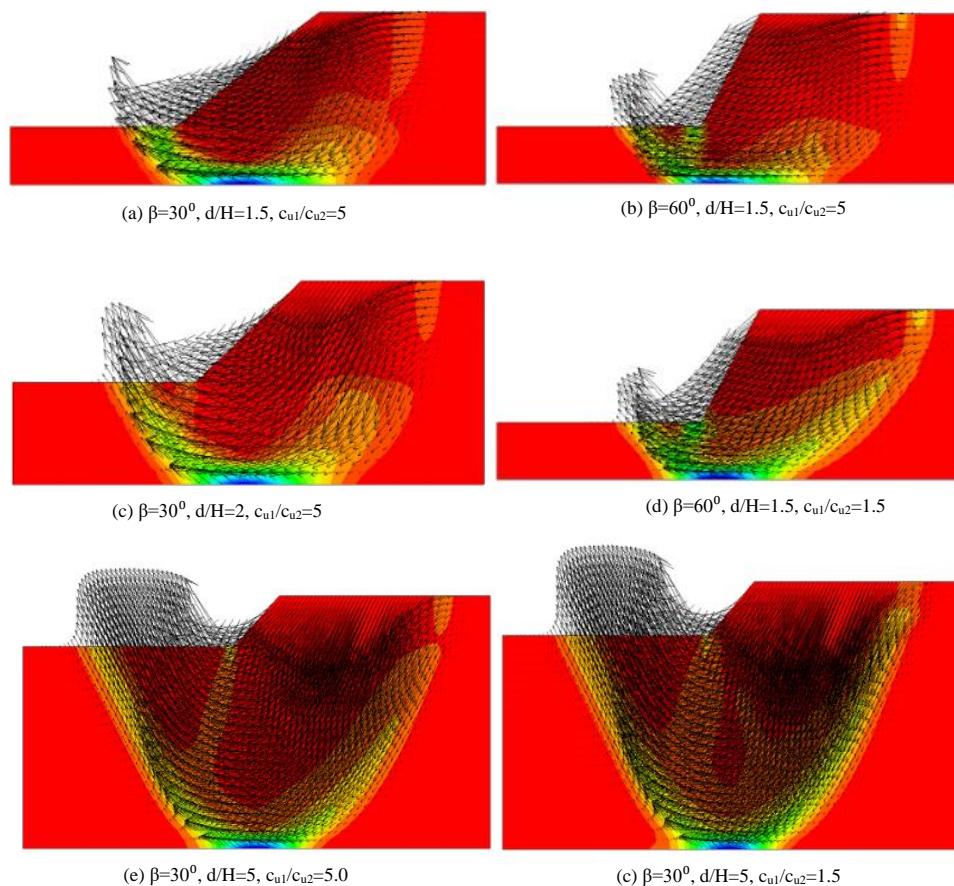 (a) β=30⁰, d/H=1.5, cᵤ₁/cᵤ₂=5
(b) β=60⁰, d/H=1.5, cᵤ₁/cᵤ₂=5
(c) β=30⁰, d/H=2, cᵤ₁/cᵤ₂=5
(d) β=60⁰, d/H=1.5, cᵤ₁/cᵤ₂=1.5
(e) β=30⁰, d/H=5, cᵤ₁/cᵤ₂=5.0
(c) β=30⁰, d/H=5, cᵤ₁/cᵤ₂=1.5